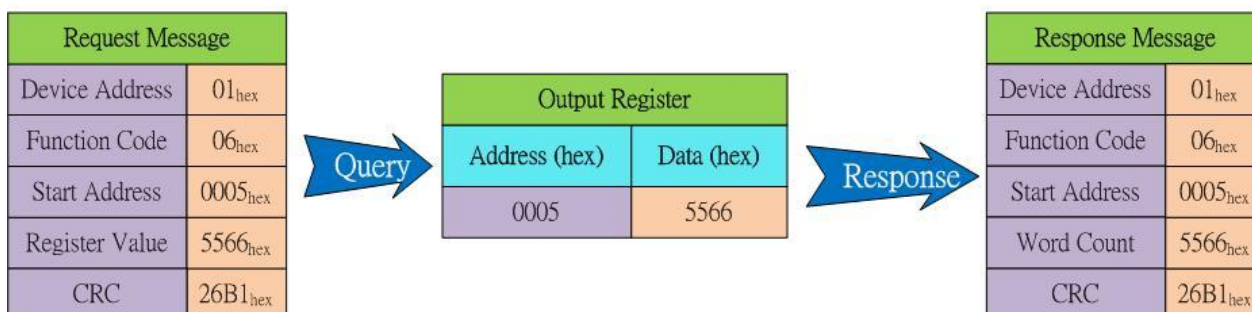 Request Message
Device Address 01hex
Function Code 06hex
Start Address 0005hex
Register Value 5566hex
CRC 26B1hex
Query
Output Register
Address (hex) Data (hex)
0005 5566
Response
Response Message
Device Address 01hex
Function Code 06hex
Start Address 0005hex
Word Count 5566hex
CRC 26B1hex